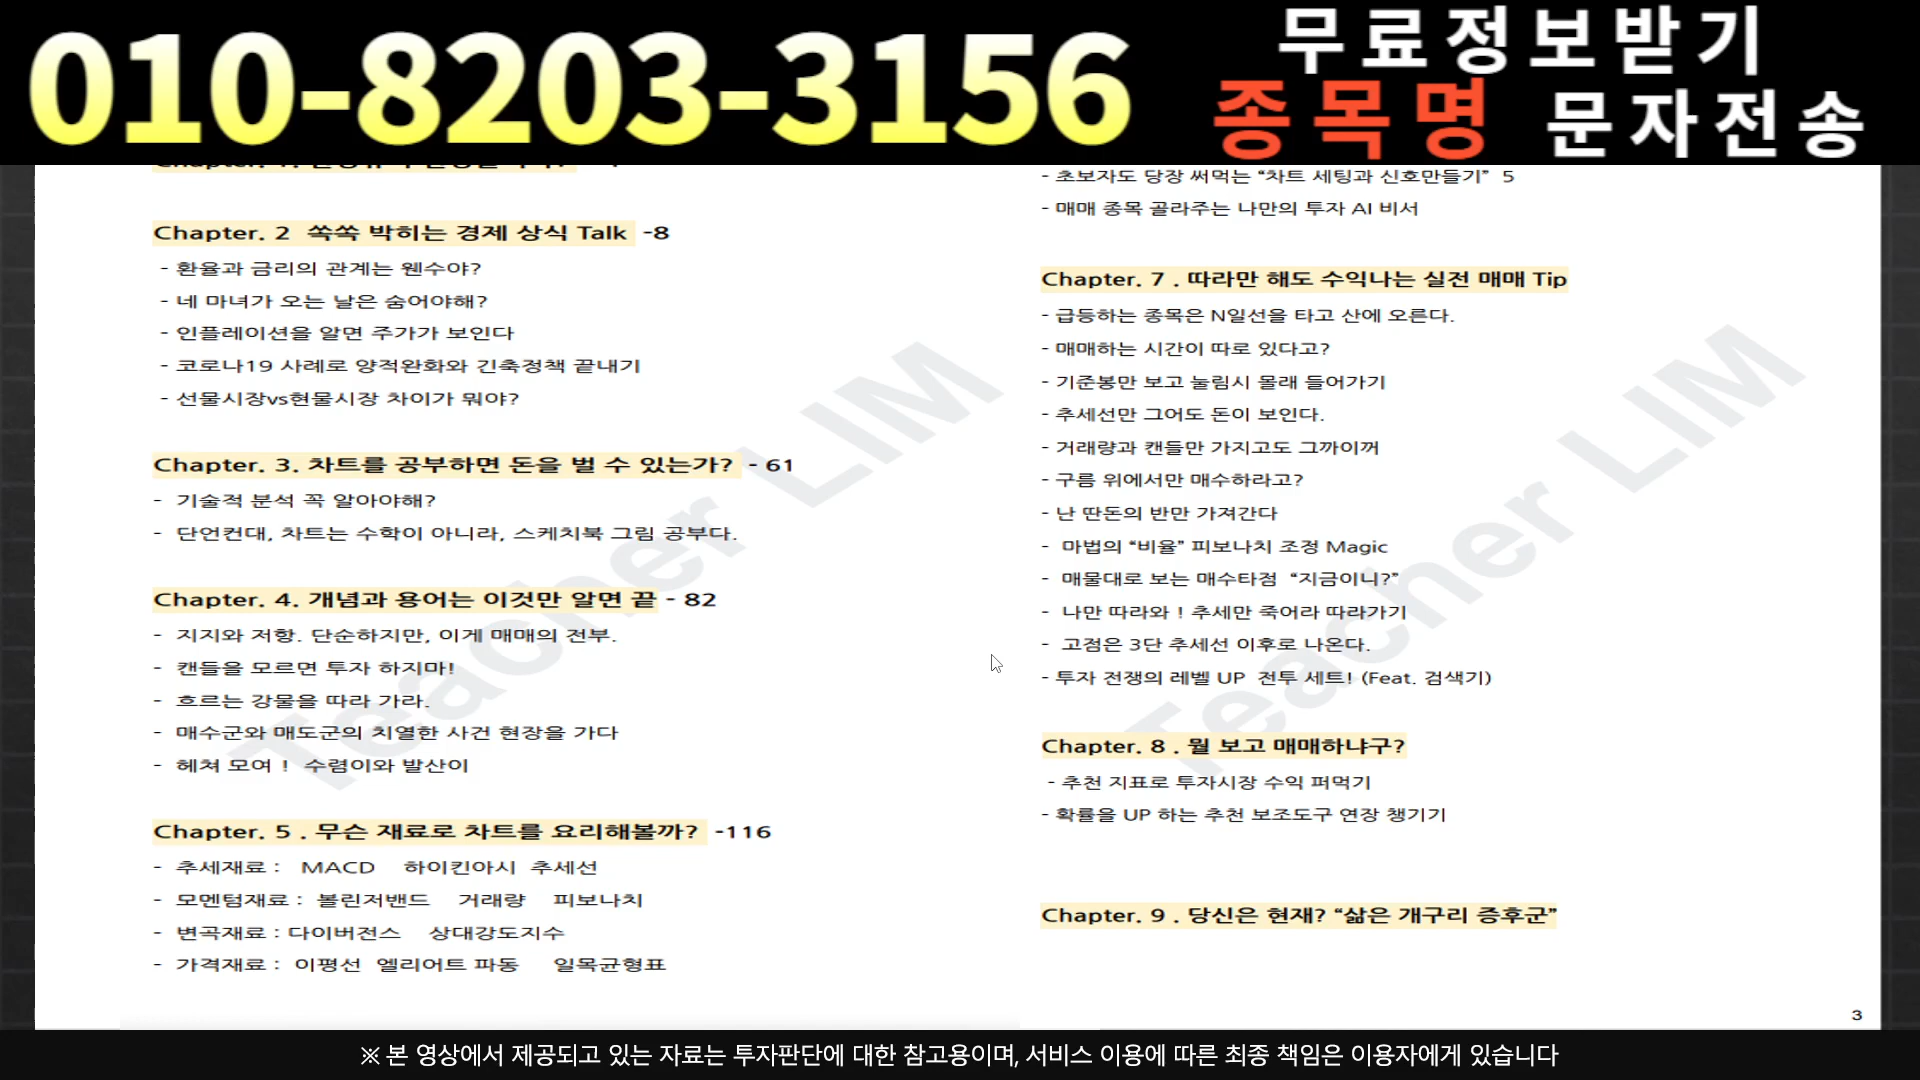 010-8203-3156
무료정보받기
종목명 문자전송
Chapter. 2 쏙쏙 박히는 경제 상식 Talk -8
- 환율과 금리의 관계는 웬수야?
- 네 마녀가 오는 날은 숨어야해?
- 인플레이션을 알면 주가가 보인다
- 코로나19 사례로 양적완화와 긴축정책 끝내기
- 선물시장vs현물시장 차이가 뭐야?
Chapter. 3. 차트를 공부하면 돈을 벌 수 있는가? - 61
- 기술적 분석 꼭 알아야해?
- 단언컨대, 차트는 수학이 아니라, 스케치북 그림 공부다.
Chapter. 4. 개념과 용어는 이것만 알면 끝 - 82
- 지지와 저항. 단순하지만, 이게 매매의 전부.
- 캔들을 모르면 투자 하지마!
- 흐르는 강물을 따라 가라.
- 매수군와 매도군의 치열한 사건 현장을 가다
- 헤쳐 모여 ! 수렴이와 발산이
Chapter. 5 . 무슨 재료로 차트를 요리해볼까? -116
- 추세재료 : MACD 하이킨아시 추세선
- 모멘텀재료 : 볼린저밴드 거래량 피보나치
- 변곡재료 : 다이버전스 상대강도지수
- 가격재료 : 이평선 엘리어트 파동 일목균형표
- 초보자도 당장 써먹는 “차트 세팅과 신호만들기” 5
- 매매 종목 골라주는 나만의 투자 AI 비서
Chapter. 7 . 따라만 해도 수익나는 실전 매매 Tip
- 급등하는 종목은 N일선을 타고 산에 오른다.
- 매매하는 시간이 따로 있다고?
- 기준봉만 보고 눌림시 몰래 들어가기
- 추세선만 그어도 돈이 보인다.
- 거래량과 캔들만 가지고도 그까이꺼
- 구름 위에서만 매수하라고?
- 난 딴돈의 반만 가져간다
- 마법의 “비율” 피보나치 조정 Magic
- 매물대로 보는 매수타점 “지금이니?”
- 나만 따라와 ! 추세만 죽어라 따라가기
- 고점은 3단 추세선 이후로 나온다.
- 투자 전쟁의 레벨 UP 전투 세트! (Feat. 검색기)
Chapter. 8 . 뭘 보고 매매하냐구?
- 추천 지표로 투자시장 수익 퍼먹기
- 확률을 UP 하는 추천 보조도구 연장 챙기기
Chapter. 9 . 당신은 현재? “삶은 개구리 증후군”
Teacher LIM
Teacher LIM
3
※ 본 영상에서 제공되고 있는 자료는 투자판단에 대한 참고용이며, 서비스 이용에 따른 최종 책임은 이용자에게 있습니다